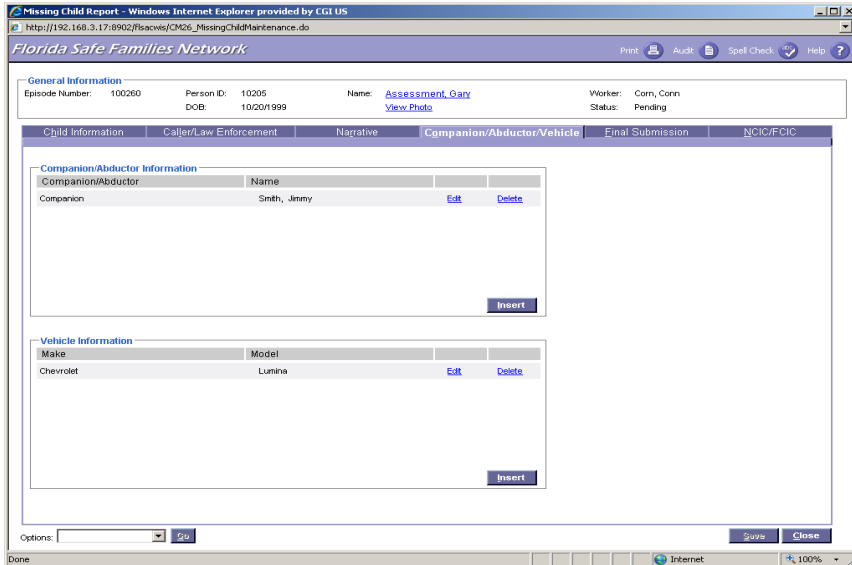 Missing Child Report - Windows Internet Explorer provided by CGI US
http://192.168.3.17:8902/flsacwis/CM26_MissingChildMaintenance.do
Florida Safe Families Network Print Audit Spell Check Help ?
General Information
Episode Number: 100260 Person ID: 10205 Name: Assessment, Gary Worker: Corn, Conn
DOB: 10/20/1999 View Photo Status: Pending
Child Information Caller/Law Enforcement Narrative Companion/Abductor/Vehicle Final Submission NCIC/FCIC
Companion/Abductor Information
Companion/Abductor Name
Companion Smith, Jimmy Edit Delete
Insert
Vehicle Information
Make Model
Chevrolet Lumina Edit Delete
Insert
Options: Go Save Close
Done Internet 100%